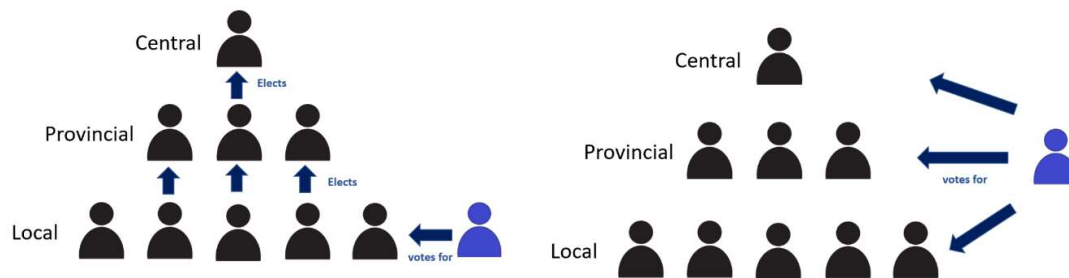 Central
Elects
Provincial
Elects
Local
votes for
Central
Provincial
votes for
Local